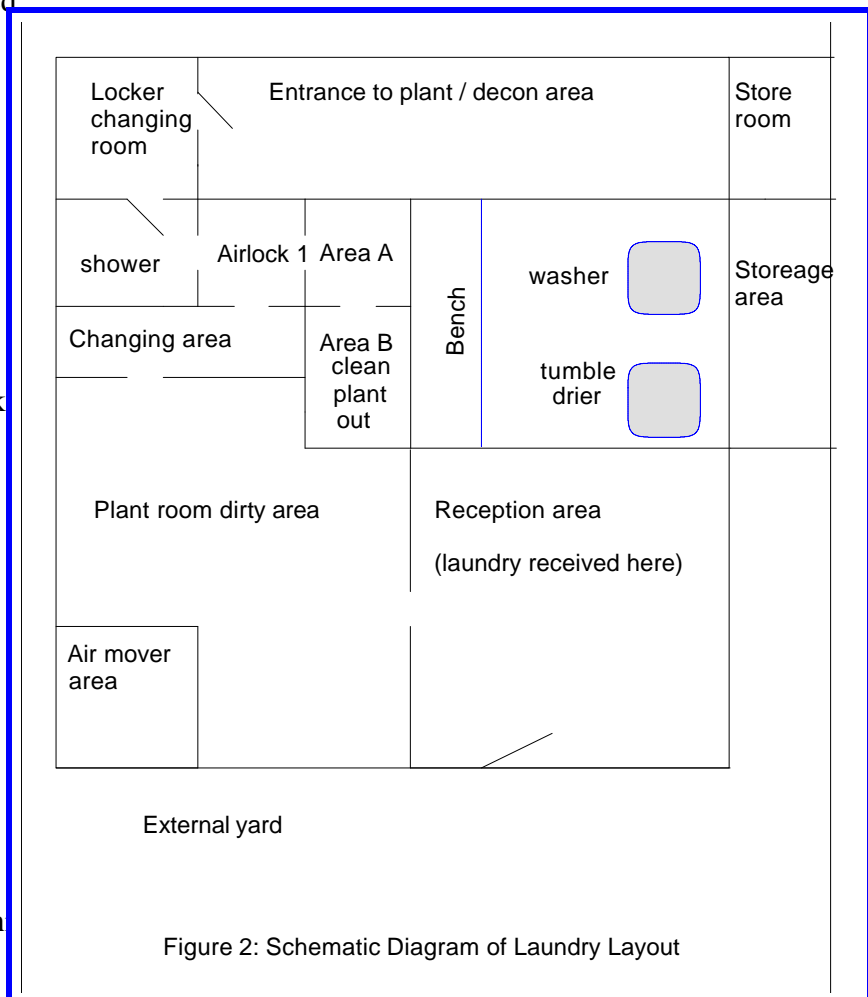 d
Locker
changing
room
Entrance to plant / decon area
Store
room
shower
Airlock 1
Area A
washer
Storeage
area
Bench
Changing area
Area B
clean
plant
out
tumble
drier
k
Plant room dirty area
Reception area
(laundry received here)
Air mover
area
External yard
Figure 2: Schematic Diagram of Laundry Layout